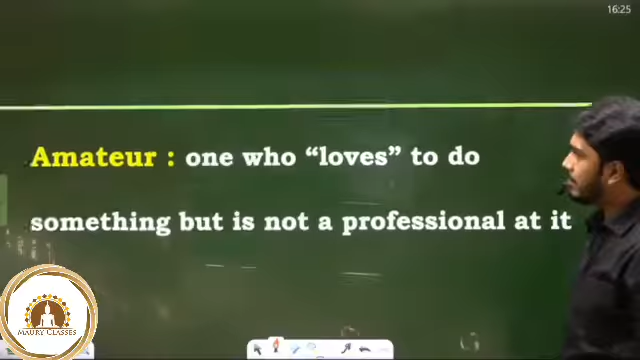 16:25
Amateur : one who “loves” to do
something but is not a professional at it
MAURY CLASSES